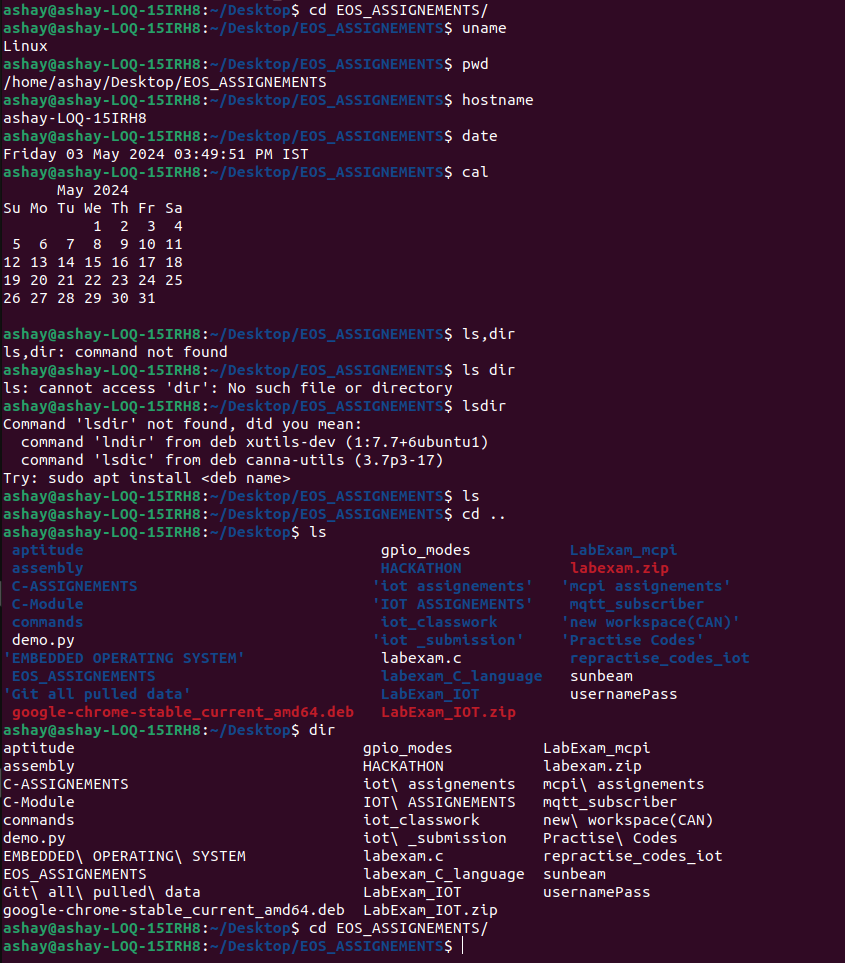 ashay@ashay-LOQ-15IRH8:~/Desktop$ cd EOS_ASSIGNEMENTS/
ashay@ashay-LOQ-15IRH8:~/Desktop/EOS_ASSIGNEMENTS$ uname
Linux
ashay@ashay-LOQ-15IRH8:~/Desktop/EOS_ASSIGNEMENTS$ pwd
/home/ashay/Desktop/EOS_ASSIGNEMENTS
ashay@ashay-LOQ-15IRH8:~/Desktop/EOS_ASSIGNEMENTS$ hostname
ashay-LOQ-15IRH8
ashay@ashay-LOQ-15IRH8:~/Desktop/EOS_ASSIGNEMENTS$ date
Friday 03 May 2024 03:49:51 PM IST
ashay@ashay-LOQ-15IRH8:~/Desktop/EOS_ASSIGNEMENTS$ cal
      May 2024
Su Mo Tu We Th Fr Sa
          1  2  3  4
 5  6  7  8  9 10 11
12 13 14 15 16 17 18
19 20 21 22 23 24 25
26 27 28 29 30 31
ashay@ashay-LOQ-15IRH8:~/Desktop/EOS_ASSIGNEMENTS$ ls,dir
ls,dir: command not found
ashay@ashay-LOQ-15IRH8:~/Desktop/EOS_ASSIGNEMENTS$ ls dir
ls: cannot access 'dir': No such file or directory
ashay@ashay-LOQ-15IRH8:~/Desktop/EOS_ASSIGNEMENTS$ lsdir
Command 'lsdir' not found, did you mean:
  command 'lndir' from deb xutils-dev (1:7.7+6ubuntu1)
  command 'lsdic' from deb canna-utils (3.7p3-17)
Try: sudo apt install <deb name>
ashay@ashay-LOQ-15IRH8:~/Desktop/EOS_ASSIGNEMENTS$ ls
ashay@ashay-LOQ-15IRH8:~/Desktop/EOS_ASSIGNEMENTS$ cd ..
ashay@ashay-LOQ-15IRH8:~/Desktop$ ls
 aptitude                                 gpio_modes           LabExam_mcpi
 assembly                                 HACKATHON            labexam.zip
 C-ASSIGNEMENTS                          'iot assignements'   'mcpi assignements'
 C-Module                                'IOT ASSIGNEMENTS'    mqtt_subscriber
 commands                                 iot_classwork       'new workspace(CAN)'
 demo.py                                 'iot _submission'    'Practise Codes'
'EMBEDDED OPERATING SYSTEM'               labexam.c            repractise_codes_iot
 EOS_ASSIGNEMENTS                         labexam_C_language   sunbeam
'Git all pulled data'                     LabExam_IOT          usernamePass
 google-chrome-stable_current_amd64.deb   LabExam_IOT.zip
ashay@ashay-LOQ-15IRH8:~/Desktop$ dir
aptitude                                gpio_modes          LabExam_mcpi
assembly                                HACKATHON           labexam.zip
C-ASSIGNEMENTS                          iot\ assignements   mcpi\ assignements
C-Module                                IOT\ ASSIGNEMENTS   mqtt_subscriber
commands                                iot_classwork       new\ workspace(CAN)
demo.py                                 iot\ _submission    Practise\ Codes
EMBEDDED\ OPERATING\ SYSTEM             labexam.c           repractise_codes_iot
EOS_ASSIGNEMENTS                        labexam_C_language  sunbeam
Git\ all\ pulled\ data                  LabExam_IOT         usernamePass
google-chrome-stable_current_amd64.deb  LabExam_IOT.zip
ashay@ashay-LOQ-15IRH8:~/Desktop$ cd EOS_ASSIGNEMENTS/
ashay@ashay-LOQ-15IRH8:~/Desktop/EOS_ASSIGNEMENTS$